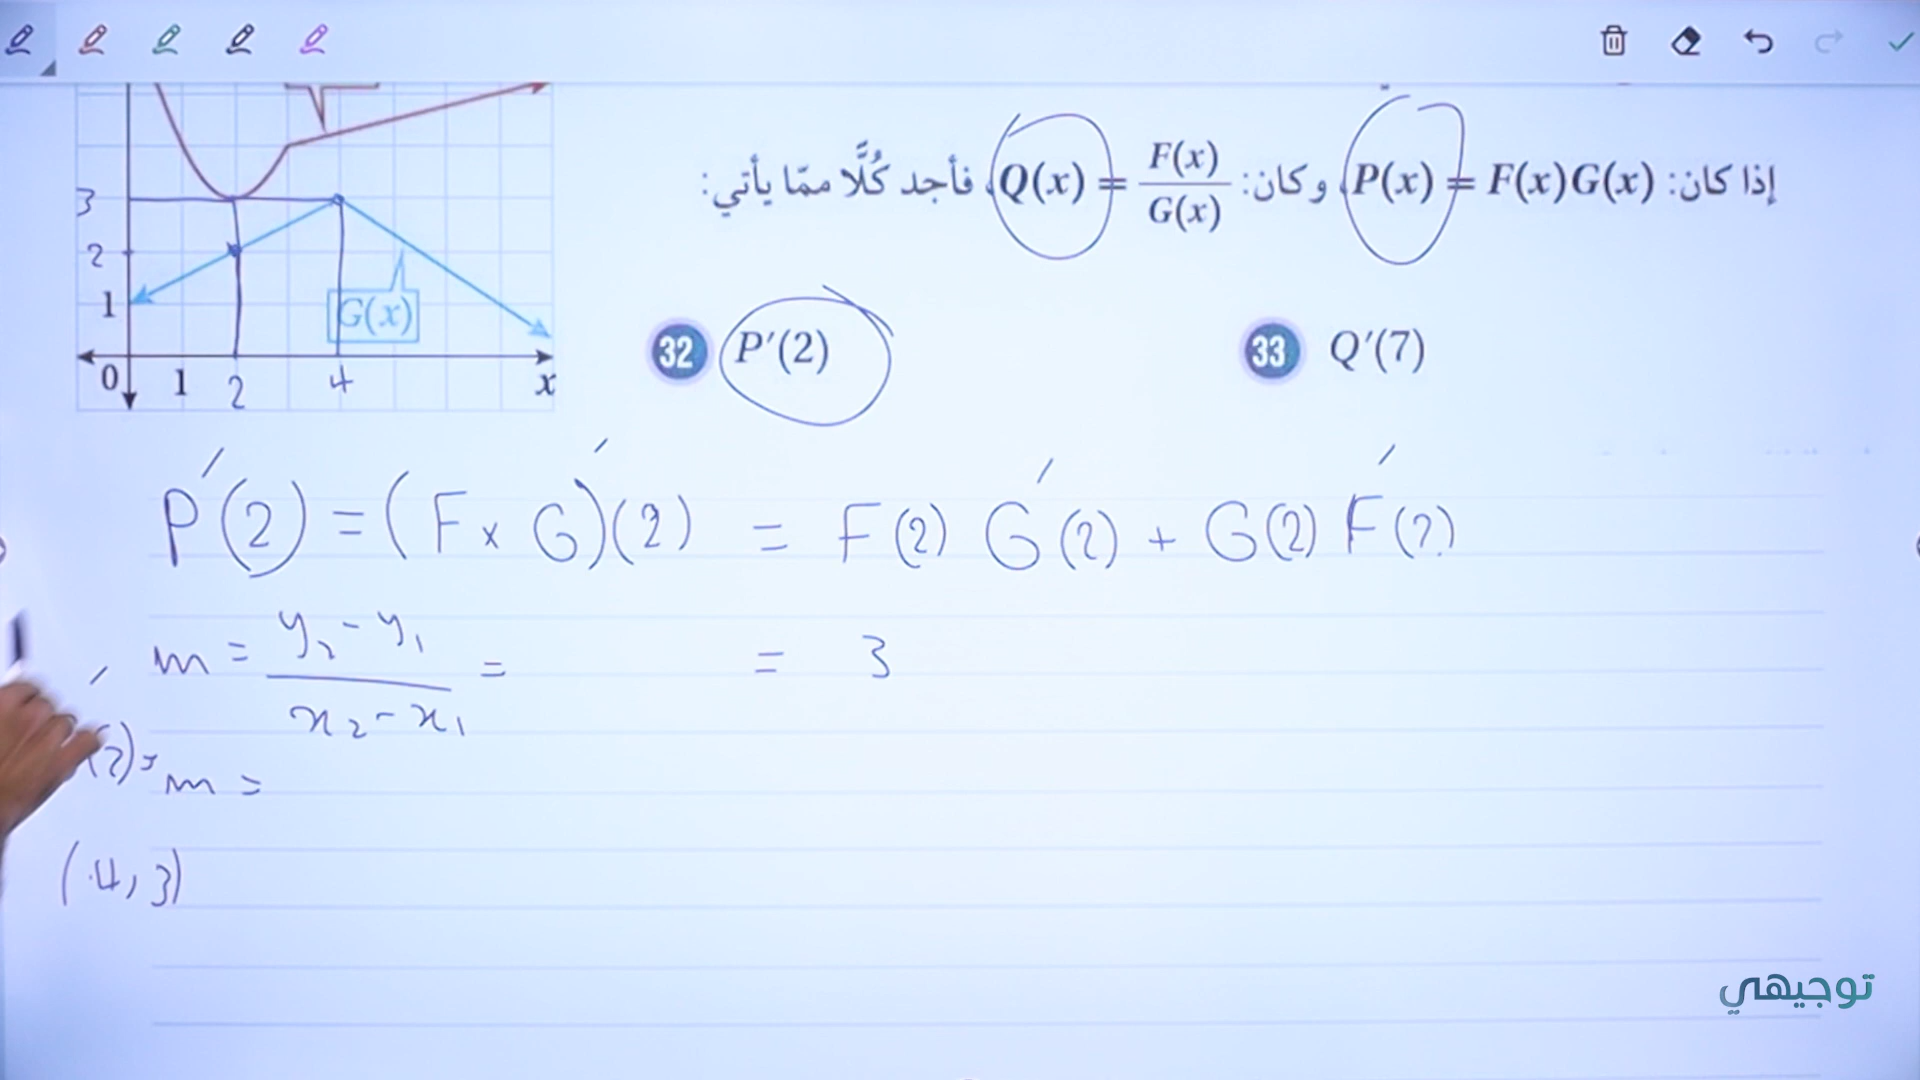 إذا كان: P(x) = F(x)G(x)، وكان: Q(x) = F(x)/G(x)، فأجد كُلًّا ممّا يأتي:
3
2
1
G(x)
0 1 2 4 x
32 P′(2) 33 Q′(7)
P′(2) = (F × G)′(2) = F(2) G′(2) + G(2) F′(2)
m = y₂ - y₁ / x₂ - x₁ = = 3
(2) = m =
(4, 3)
توجيهي